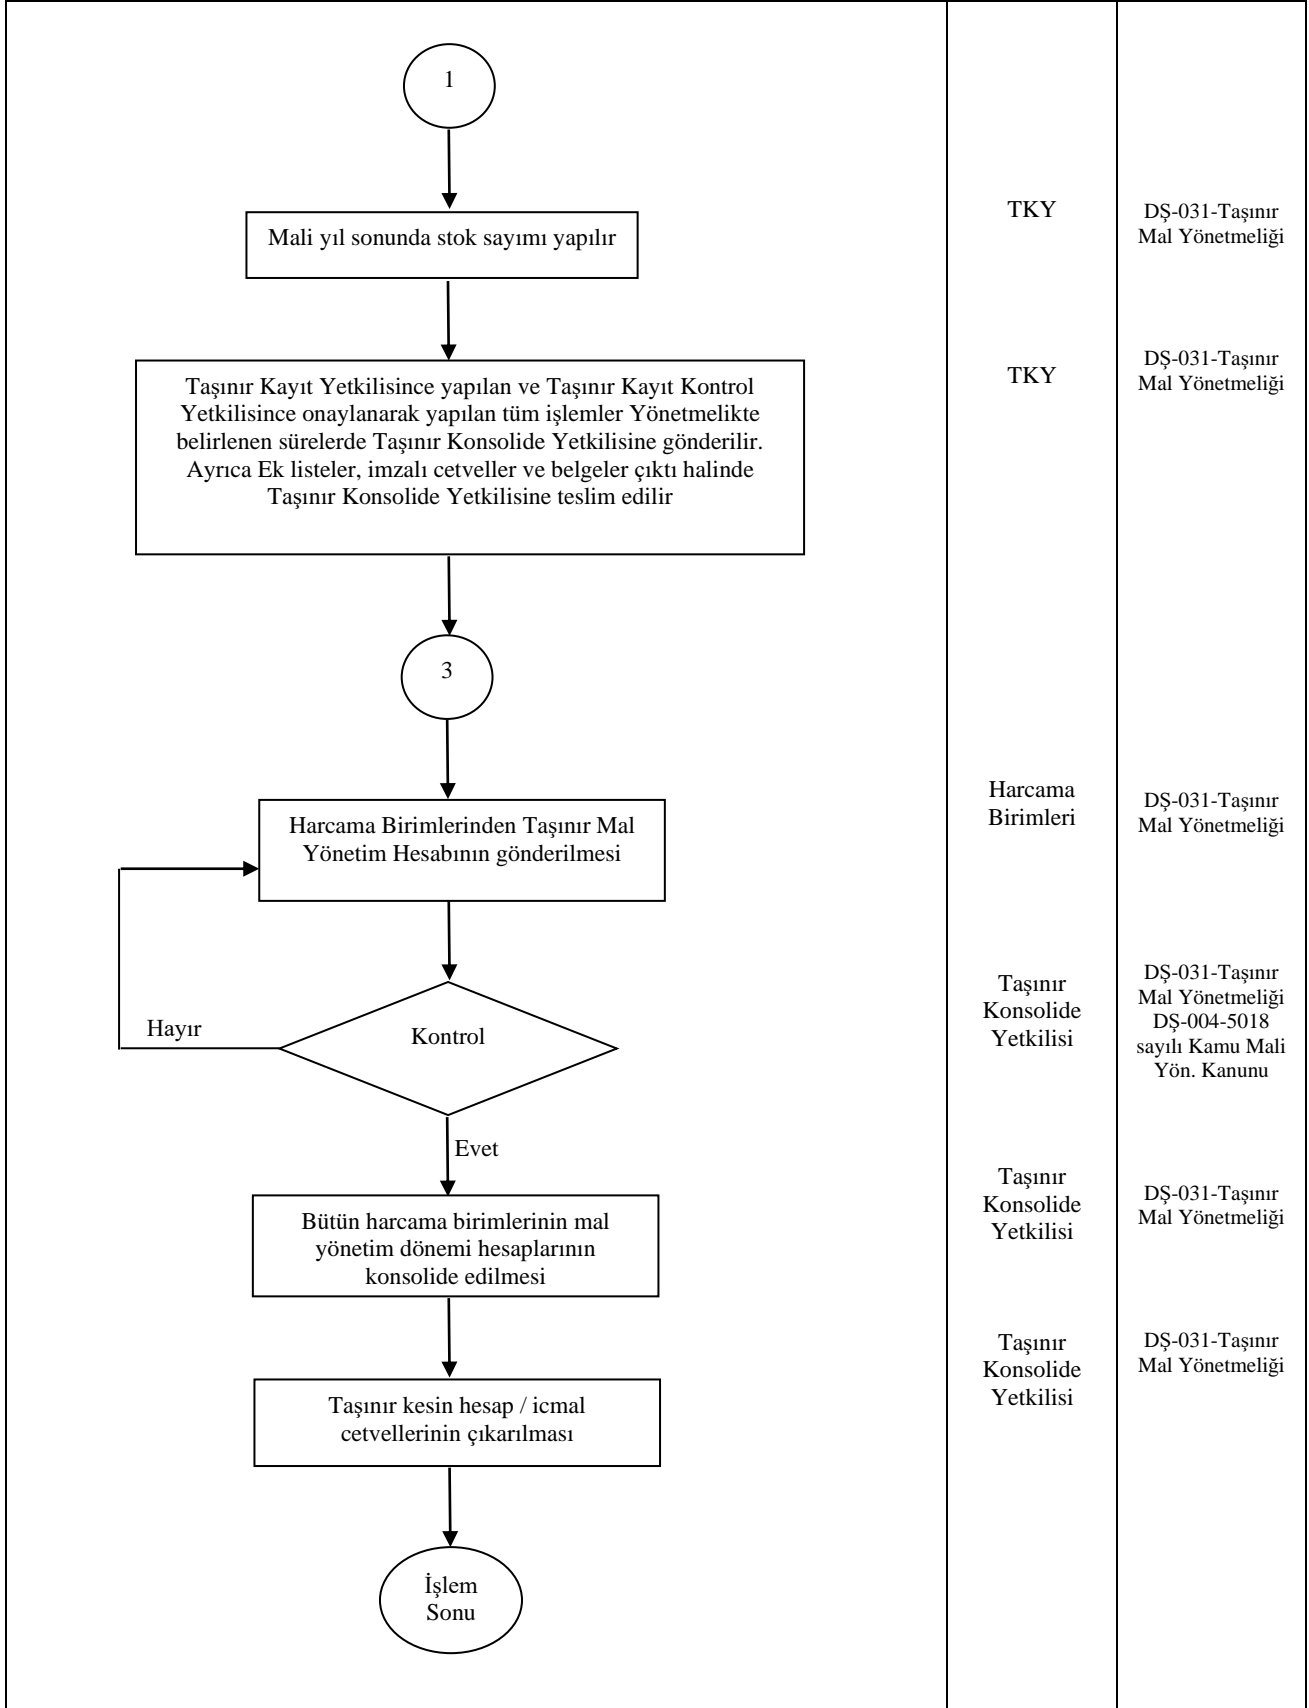 1
Mali yıl sonunda stok sayımı yapılır
TKY
DŞ-031-Taşınır
Mal Yönetmeliği
Taşınır Kayıt Yetkilisince yapılan ve Taşınır Kayıt Kontrol
Yetkilisince onaylanarak yapılan tüm işlemler Yönetmelikte
belirlenen sürelerde Taşınır Konsolide Yetkilisine gönderilir.
Ayrıca Ek listeler, imzalı cetveller ve belgeler çıktı halinde
Taşınır Konsolide Yetkilisine teslim edilir
TKY
DŞ-031-Taşınır
Mal Yönetmeliği
3
Harcama Birimlerinden Taşınır Mal
Yönetim Hesabının gönderilmesi
Harcama
Birimleri
DŞ-031-Taşınır
Mal Yönetmeliği
Hayır
Kontrol
Taşınır
Konsolide
Yetkilisi
DŞ-031-Taşınır
Mal Yönetmeliği
DŞ-004-5018
sayılı Kamu Mali
Yön. Kanunu
Evet
Bütün harcama birimlerinin mal
yönetim dönemi hesaplarının
konsolide edilmesi
Taşınır
Konsolide
Yetkilisi
DŞ-031-Taşınır
Mal Yönetmeliği
Taşınır kesin hesap / icmal
cetvellerinin çıkarılması
Taşınır
Konsolide
Yetkilisi
DŞ-031-Taşınır
Mal Yönetmeliği
İşlem
Sonu